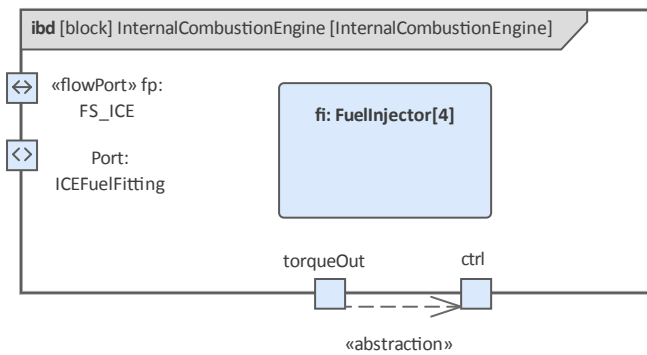 ibd [block] InternalCombustionEngine [InternalCombustionEngine]
«flowPort» fp:
FS_ICE
fi: FuelInjector[4]
Port:
ICEFuelFitting
torqueOut
ctrl
«abstraction»